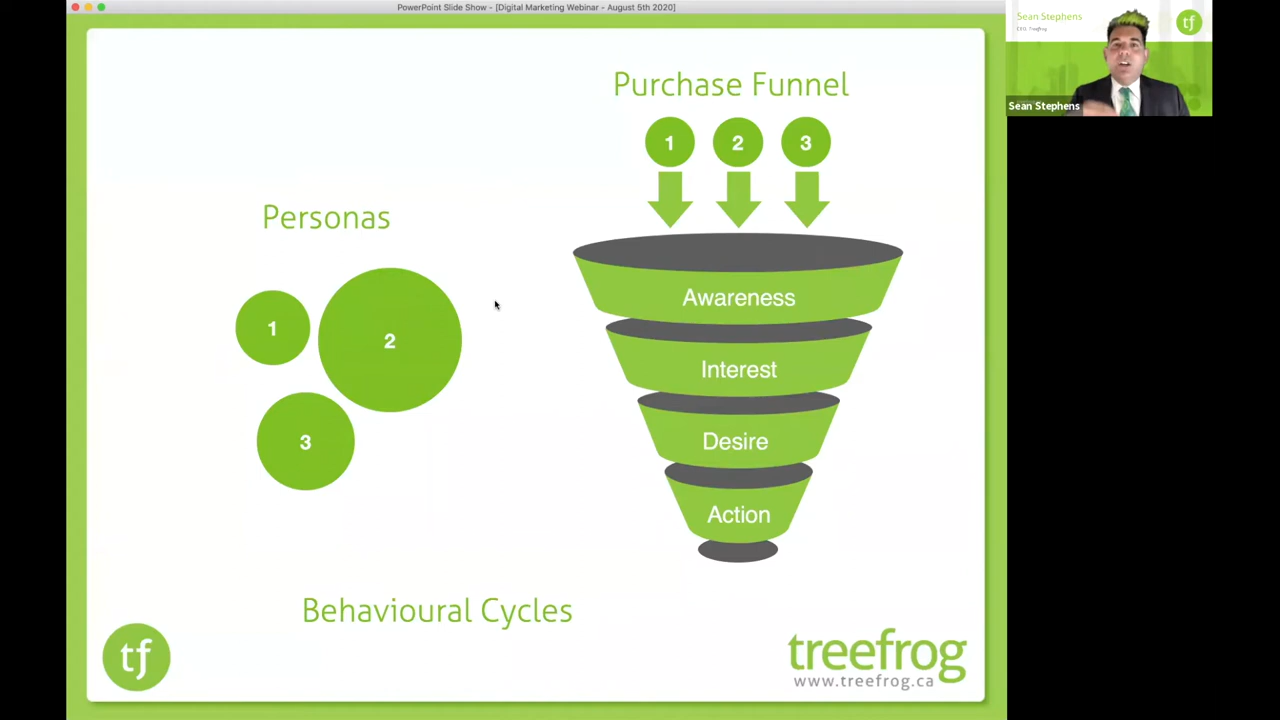 PowerPoint Slide Show - [Digital Marketing Webinar - August 5th 2020]
Sean Stephens
CEO, Treefrog
tf
Sean Stephens
Purchase Funnel
1 2 3
Personas
1
2
3
Awareness
Interest
Desire
Action
Behavioural Cycles
tf
treefrog
www.treefrog.ca